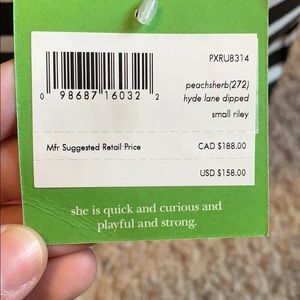 PXRU8314
0 98687 16032 2
peachsherb(272)
hyde lane dipped
small riley
Mfr Suggested Retail Price CAD $188.00
USD $158.00
she is quick and curious and
playful and strong.